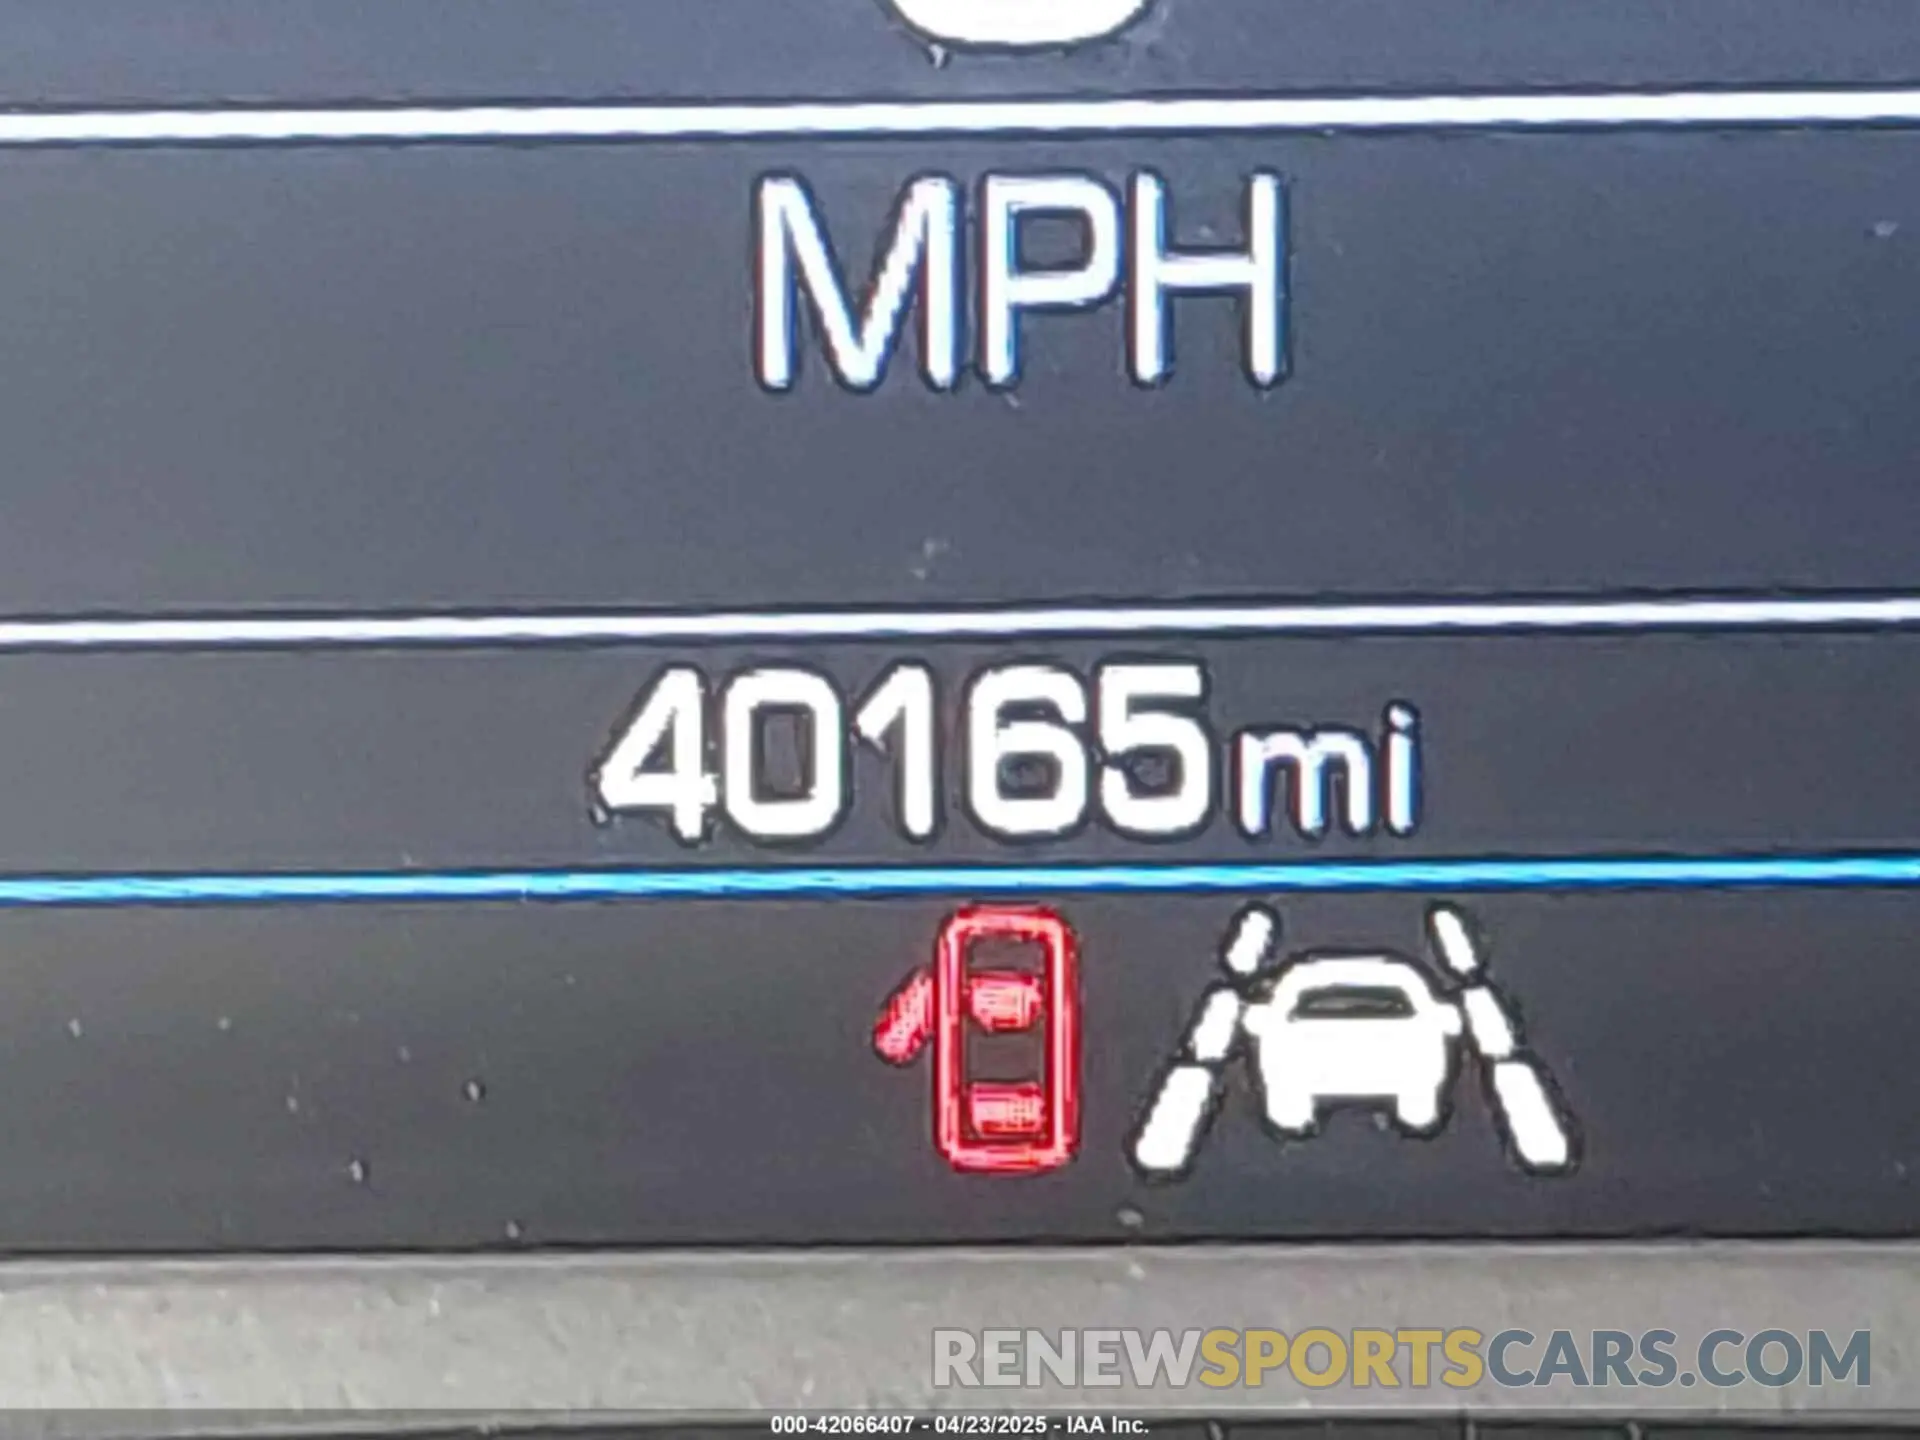 MPH
40165mi
RENEWSPORTSCARS.COM
000-42066407 - 04/23/2025 - IAA Inc.